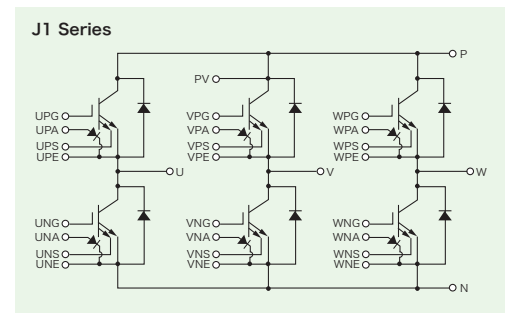 J1 Series
P
PV
UPG VPG WPG
UPA VPA WPA
UPS VPS WPS
UPE VPE WPE
U V W
UNG VNG WNG
UNA VNA WNA
UNS VNS WNS
UNE VNE WNE
N